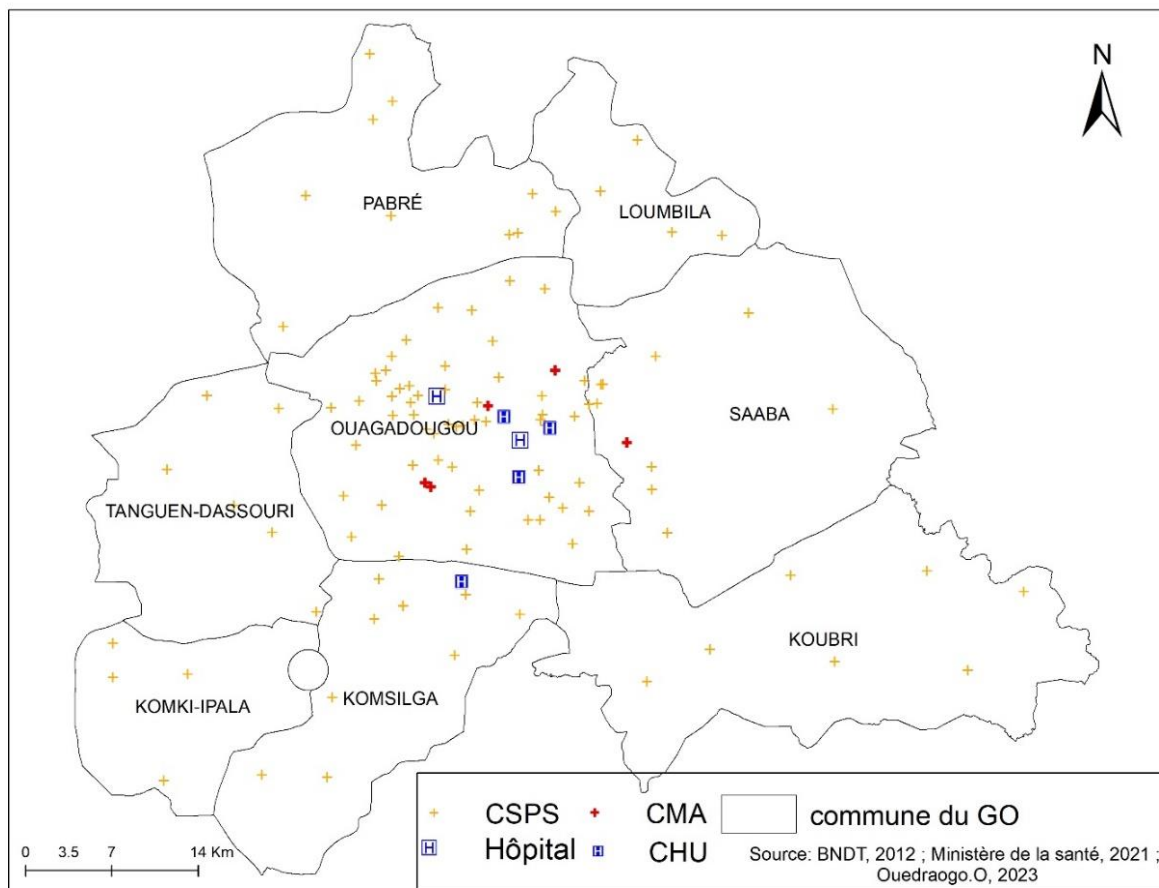 N
PABRÉ
LOUMBILA
SAABA
OUAGADOUGOU
TANGUEN-DASSOURI
KOUBRI
KOMKI-IPALA
KOMSILGA
CSPS CMA commune du GO
Hôpital CHU Source: BNDT, 2012 ; Ministère de la santé, 2021 ;
Ouedraogo.O, 2023
0 3.5 7 14 Km